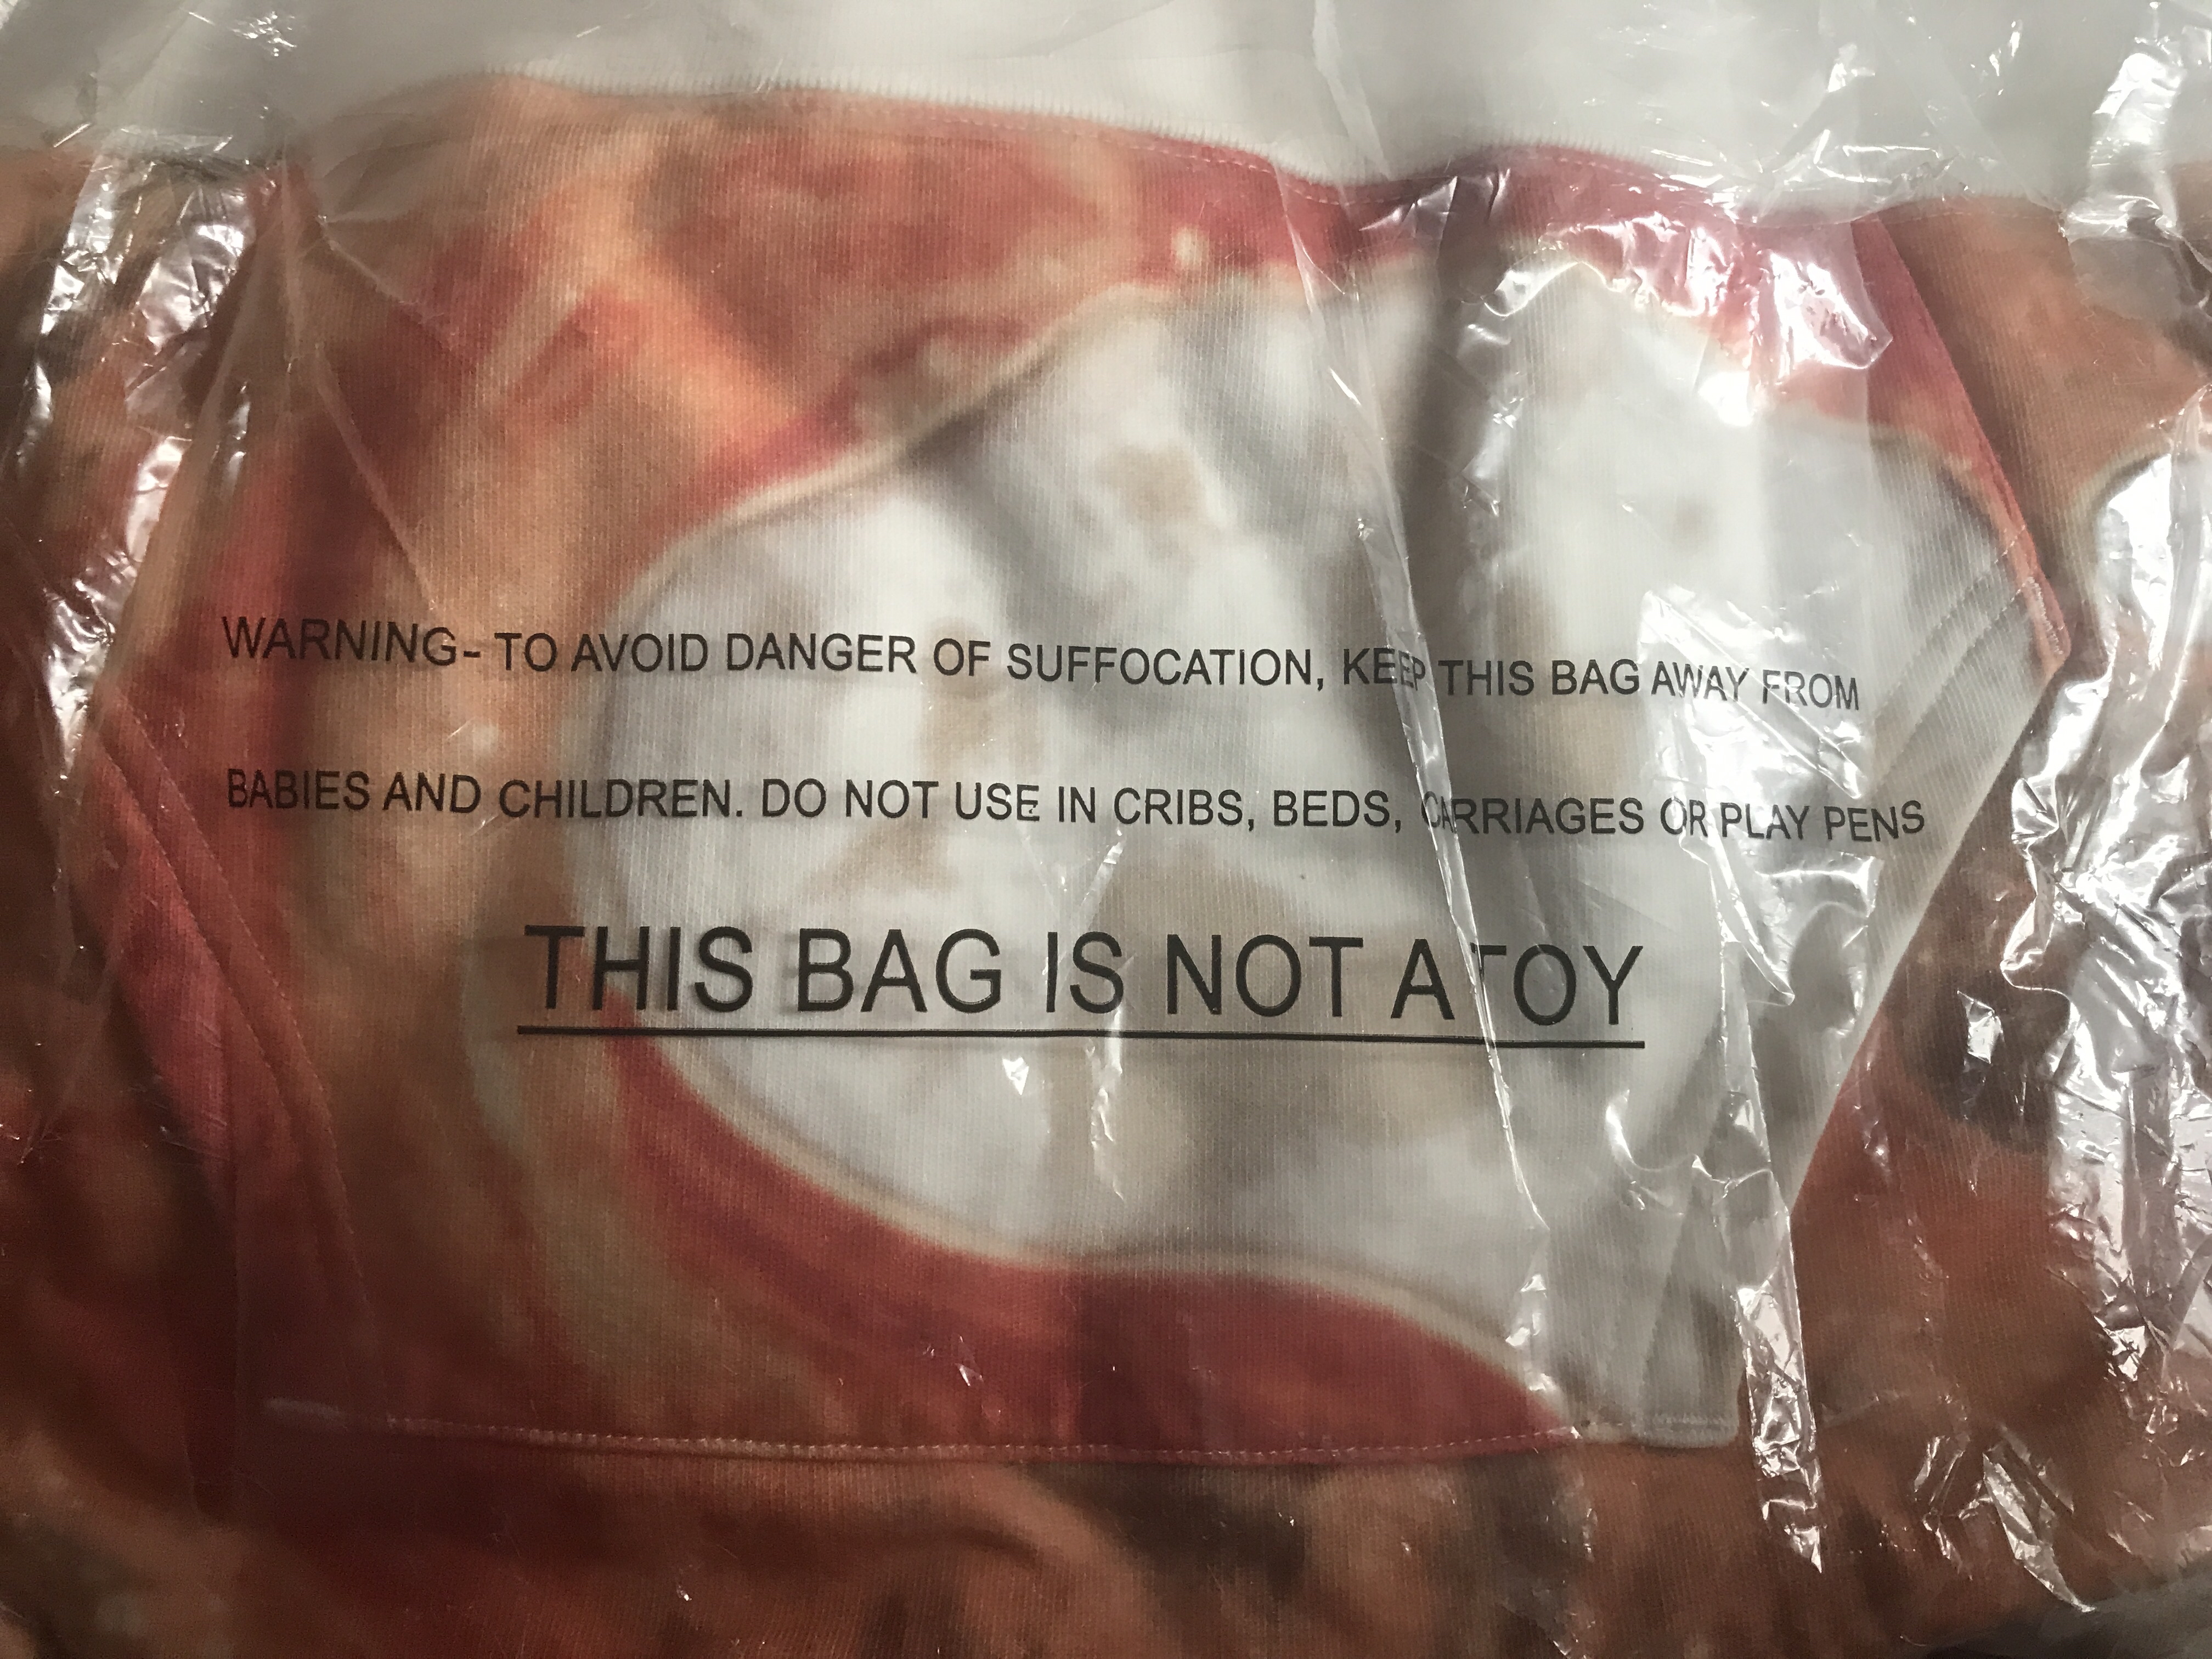 WARNING- TO AVOID DANGER OF SUFFOCATION, KEEP THIS BAG AWAY FROM
BABIES AND CHILDREN. DO NOT USE IN CRIBS, BEDS, CARRIAGES OR PLAY PENS
THIS BAG IS NOT A TOY